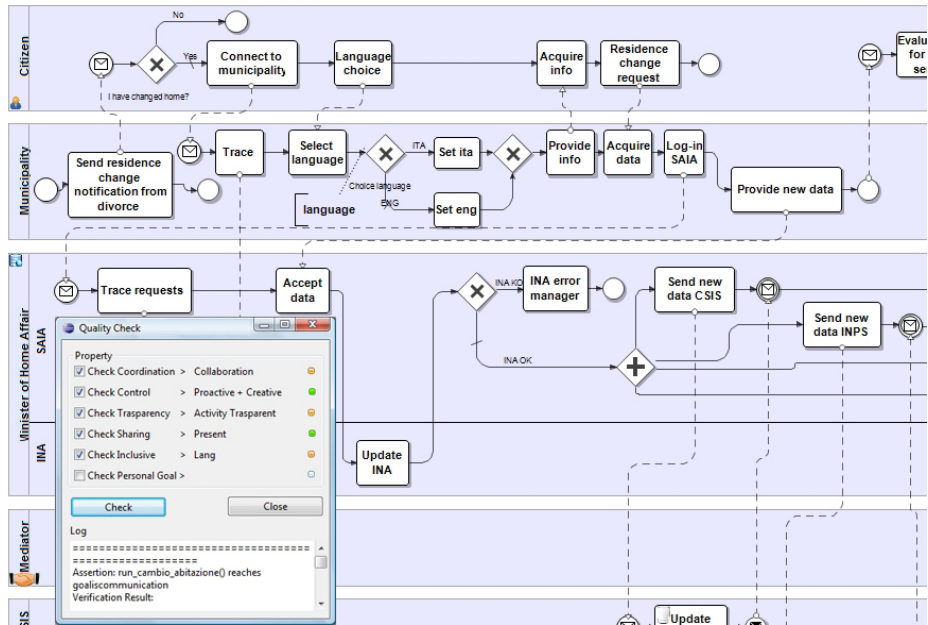 Citizen
No
Yes
I have changed home?
Connect to
municipality
Language
choice
Acquire
info
Residence
change
request
Evalu
for
se
Municipality
Send residence
change
notification from
divorce
Trace
Select
language
Choice language
language
ITA
ENG
Set ita
Set eng
Provide
info
Acquire
data
Log-in
SAIA
Provide new data
Minister of Home Affair
SAIA
INA
Trace requests
Accept
data
INA KO
INA OK
INA error
manager
Send new
data CSIS
Send new
data INPS
Update
INA
Quality Check
Property
Check Coordination > Collaboration
Check Control > Proactive + Creative
Check Trasparency > Activity Trasparent
Check Sharing > Present
Check Inclusive > Lang
Check Personal Goal >
Check
Close
Log
====================================
===================
Assertion: run_cambio_abitazione() reaches
goaliscommunication
Verification Result:
Mediator
SIS
Update